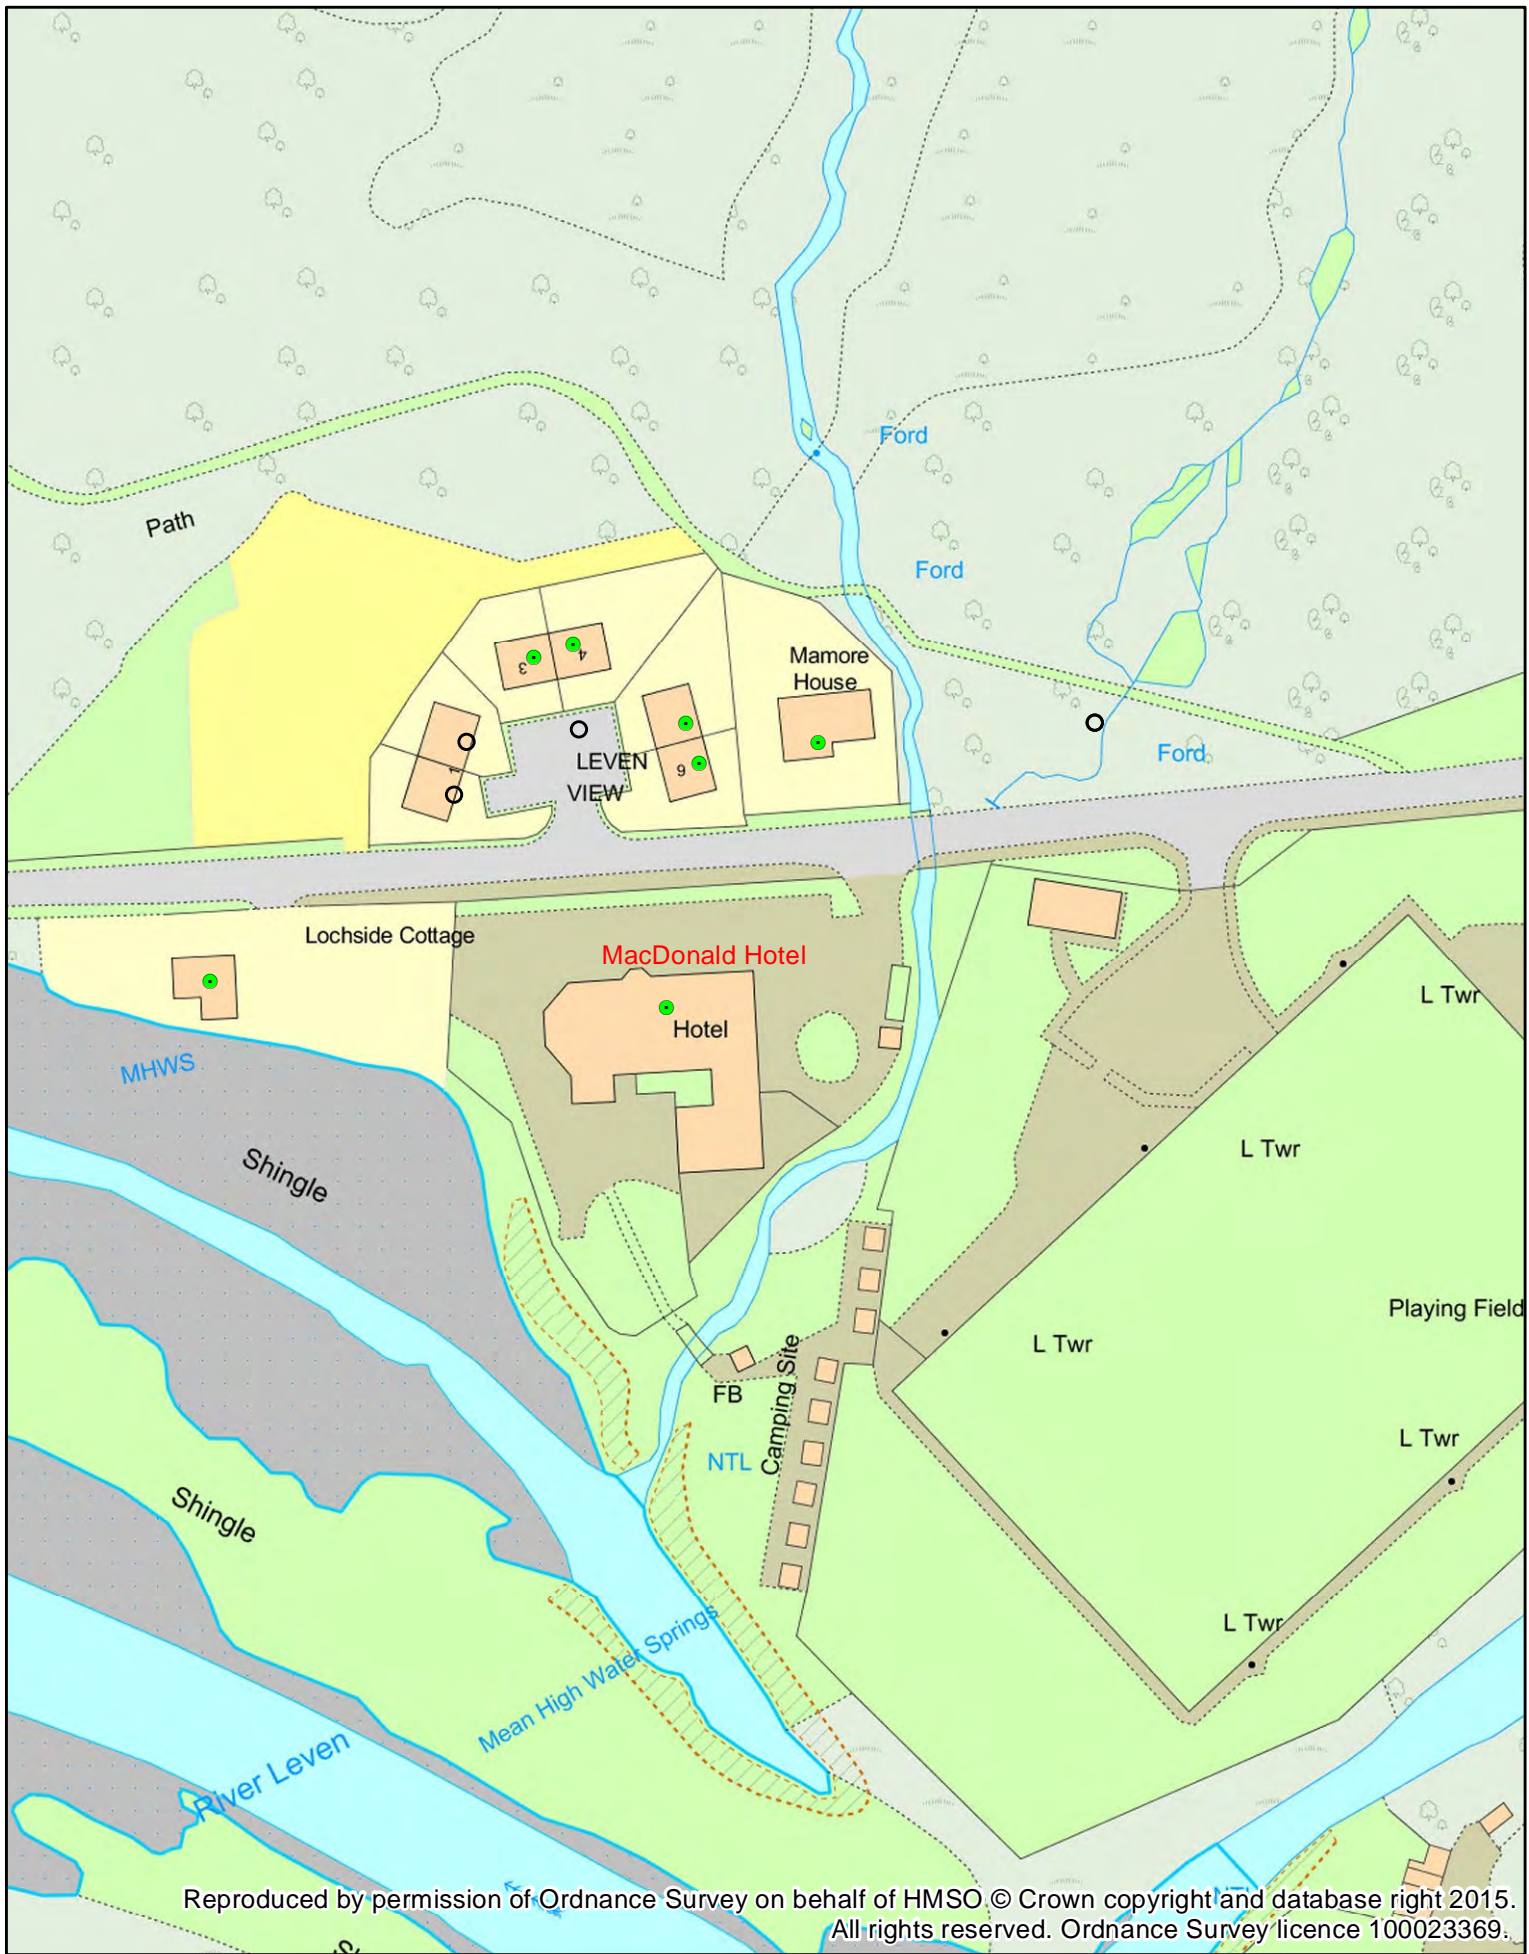 Ford
Path
Ford
Mamore
House
3
4
Ford
LEVEN
VIEW
1
6
Lochside Cottage
MacDonald Hotel
L Twr
Hotel
MHWS
Shingle
L Twr
Playing Field
L Twr
Camping Site
FB
L Twr
NTL
Shingle
L Twr
Mean High Water Springs
River Leven
NTL
Reproduced by permission of Ordnance Survey on behalf of HMSO © Crown copyright and database right 2015.
All rights reserved. Ordnance Survey licence 100023369.